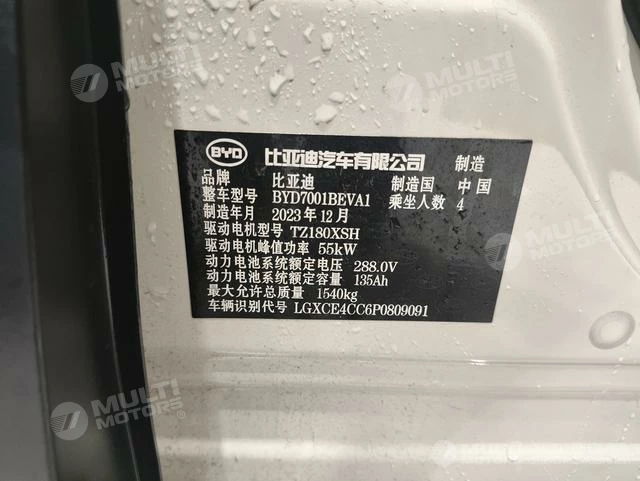 MULTI MOTORS®
MULTI MOTORS®
BYD 比亚迪汽车有限公司 制造
品牌 比亚迪 制造国 中国
整车型号 BYD7001BEVA1 乘坐人数 4
制造年月 2023年12月
驱动电机型号 TZ180XSH
驱动电机峰值功率 55kW
动力电池系统额定电压 288.0V
动力电池系统额定容量 135Ah
最大允许总质量 1540kg
车辆识别代号 LGXCE4CC6P0809091
MULTI MOTORS®
MULTI MOTORS®